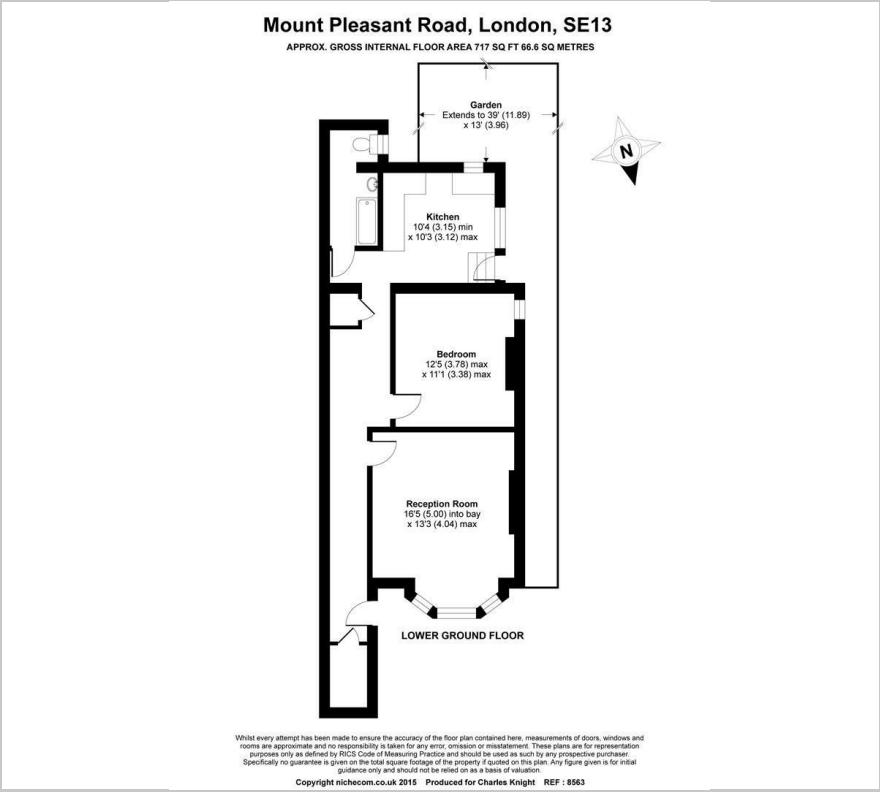 Mount Pleasant Road, London, SE13
APPROX. GROSS INTERNAL FLOOR AREA 717 SQ FT 66.6 SQ METRES
Garden
Extends to 39' (11.89)
x 13' (3.96)
N
Kitchen
10'4 (3.15) min
x 10'3 (3.12) max
Bedroom
12'5 (3.78) max
x 11'1 (3.38) max
Reception Room
16'5 (5.00) into bay
x 13'3 (4.04) max
LOWER GROUND FLOOR
Whilst every attempt has been made to ensure the accuracy of the floor plan contained here, measurements of doors, windows and
rooms are approximate and no responsibility is taken for any error, omission or misstatement. These plans are for representation
purposes only as defined by RICS Code of Measuring Practice and should be used as such by any prospective purchaser.
Specifically no guarantee is given on the total square footage of the property if quoted on this plan. Any figure given is for initial
guidance only and should not be relied on as a basis of valuation.
Copyright nichecom.co.uk 2015 Produced for Charles Knight REF : 8563